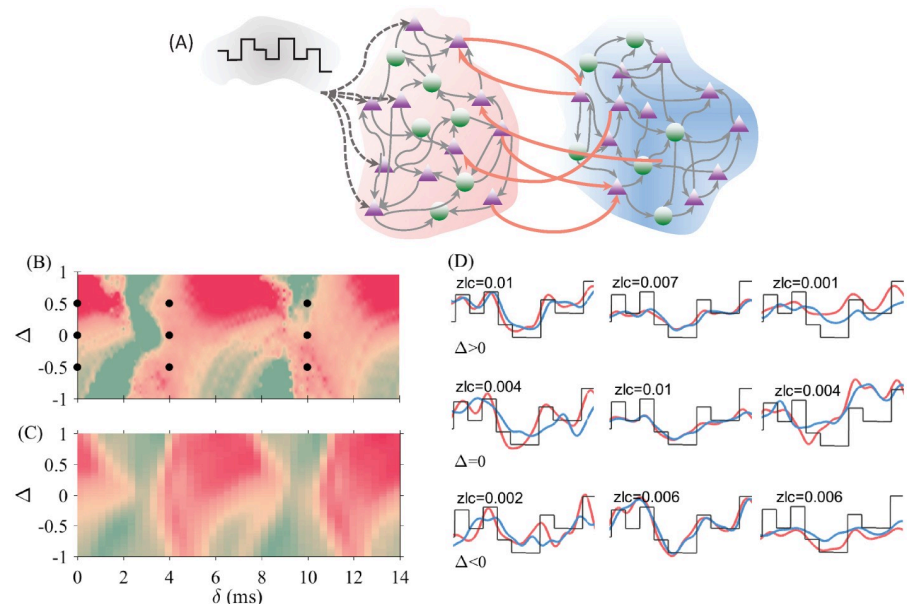 (A)
(B)
1
0.5
Δ 0
-0.5
-1
(C)
1
0.5
Δ 0
-0.5
-1
0 2 4 6 8 10 12 14
δ (ms)
(D)
zlc=0.01 zlc=0.007 zlc=0.001
Δ>0
zlc=0.004 zlc=0.01 zlc=0.004
Δ=0
zlc=0.002 zlc=0.006 zlc=0.006
Δ<0